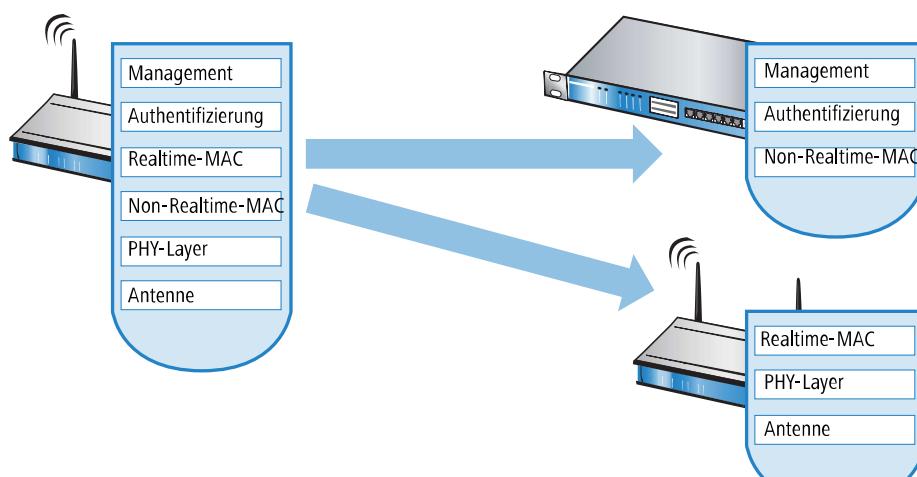 Management
Authentifizierung
Realtime-MAC
Non-Realtime-MAC
PHY-Layer
Antenne
Management
Authentifizierung
Non-Realtime-MAC
Realtime-MAC
PHY-Layer
Antenne